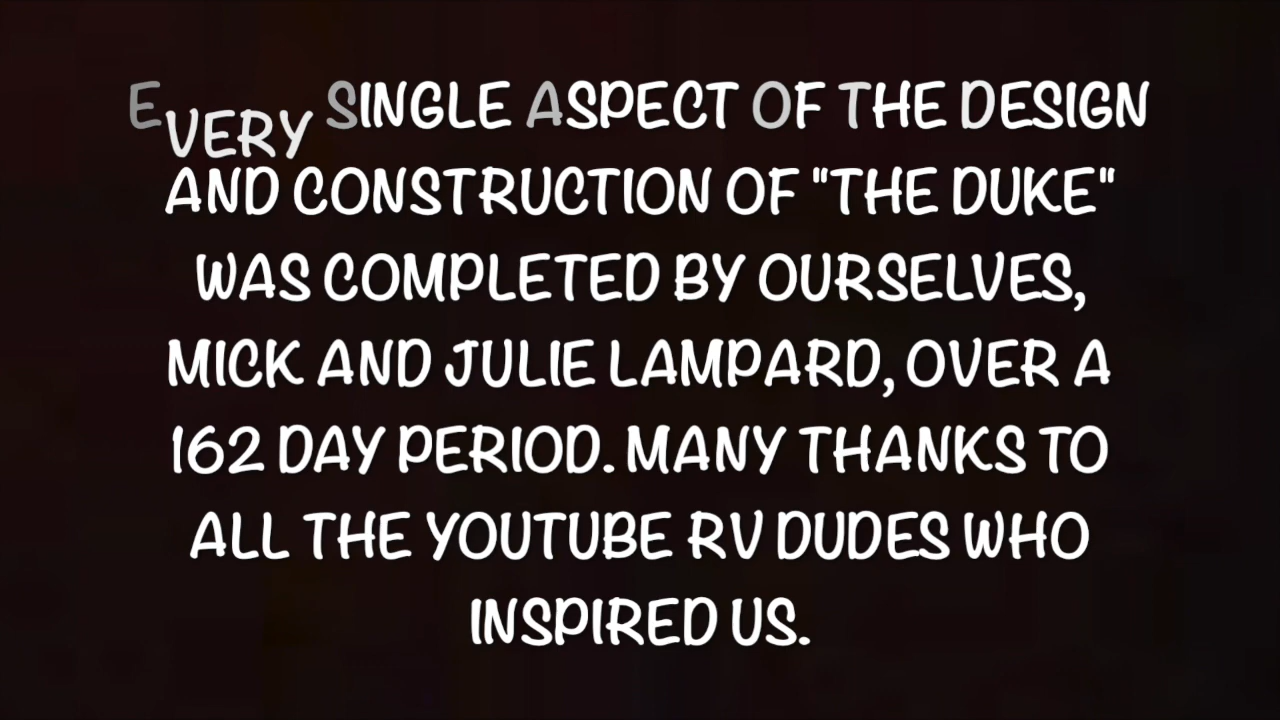 EVERY SINGLE ASPECT OF THE DESIGN
AND CONSTRUCTION OF "THE DUKE"
WAS COMPLETED BY OURSELVES,
MICK AND JULIE LAMPARD, OVER A
162 DAY PERIOD. MANY THANKS TO
ALL THE YOUTUBE RV DUDES WHO
INSPIRED US.